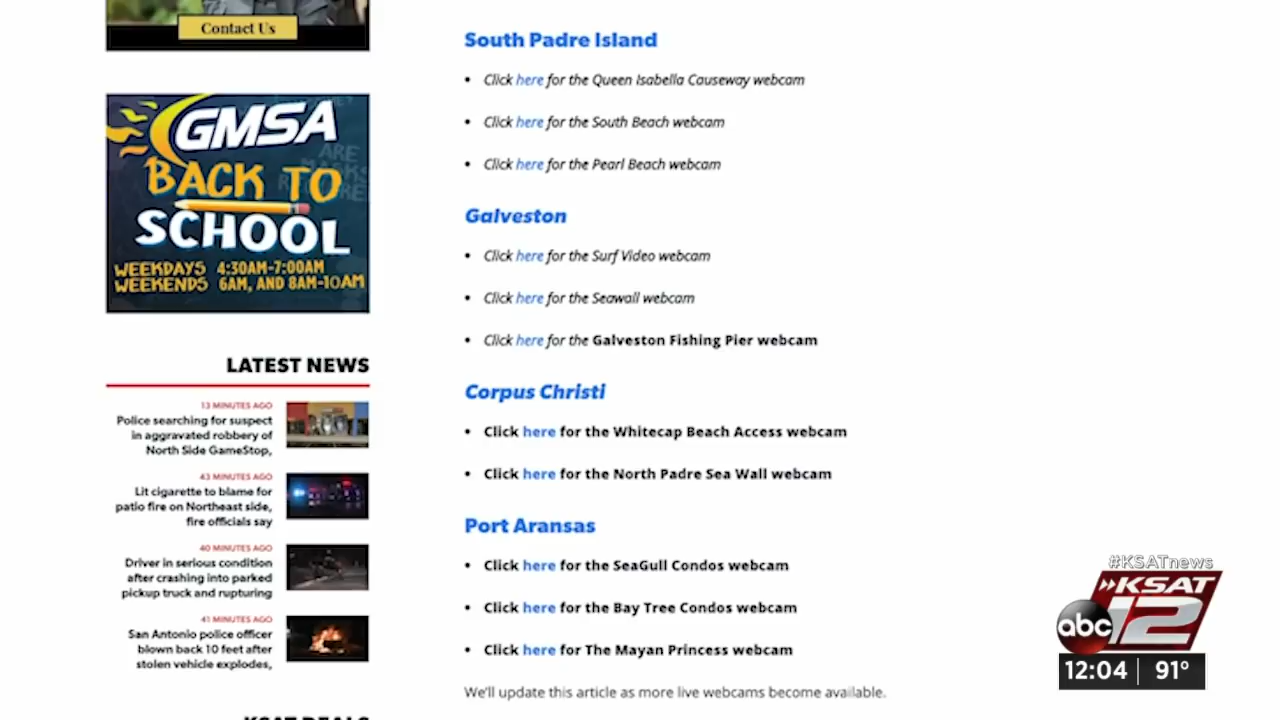 Contact Us
GMSA
BACK TO
SCHOOL
WEEKDAYS 4:30AM-7:00AM
WEEKENDS 6AM, AND 8AM-10AM
LATEST NEWS
13 MINUTES AGO
Police searching for suspect
in aggravated robbery of
North Side GameStop,
43 MINUTES AGO
Lit cigarette to blame for
patio fire on Northeast side,
fire officials say
40 MINUTES AGO
Driver in serious condition
after crashing into parked
pickup truck and rupturing
41 MINUTES AGO
San Antonio police officer
blown back 10 feet after
stolen vehicle explodes,
KSAT DEALS
South Padre Island
• Click here for the Queen Isabella Causeway webcam
• Click here for the South Beach webcam
• Click here for the Pearl Beach webcam
Galveston
• Click here for the Surf Video webcam
• Click here for the Seawall webcam
• Click here for the Galveston Fishing Pier webcam
Corpus Christi
• Click here for the Whitecap Beach Access webcam
• Click here for the North Padre Sea Wall webcam
Port Aransas
• Click here for the SeaGull Condos webcam
• Click here for the Bay Tree Condos webcam
• Click here for The Mayan Princess webcam
We'll update this article as more live webcams become available.
#KSATnews
KSAT
abc 12
12:04 91°